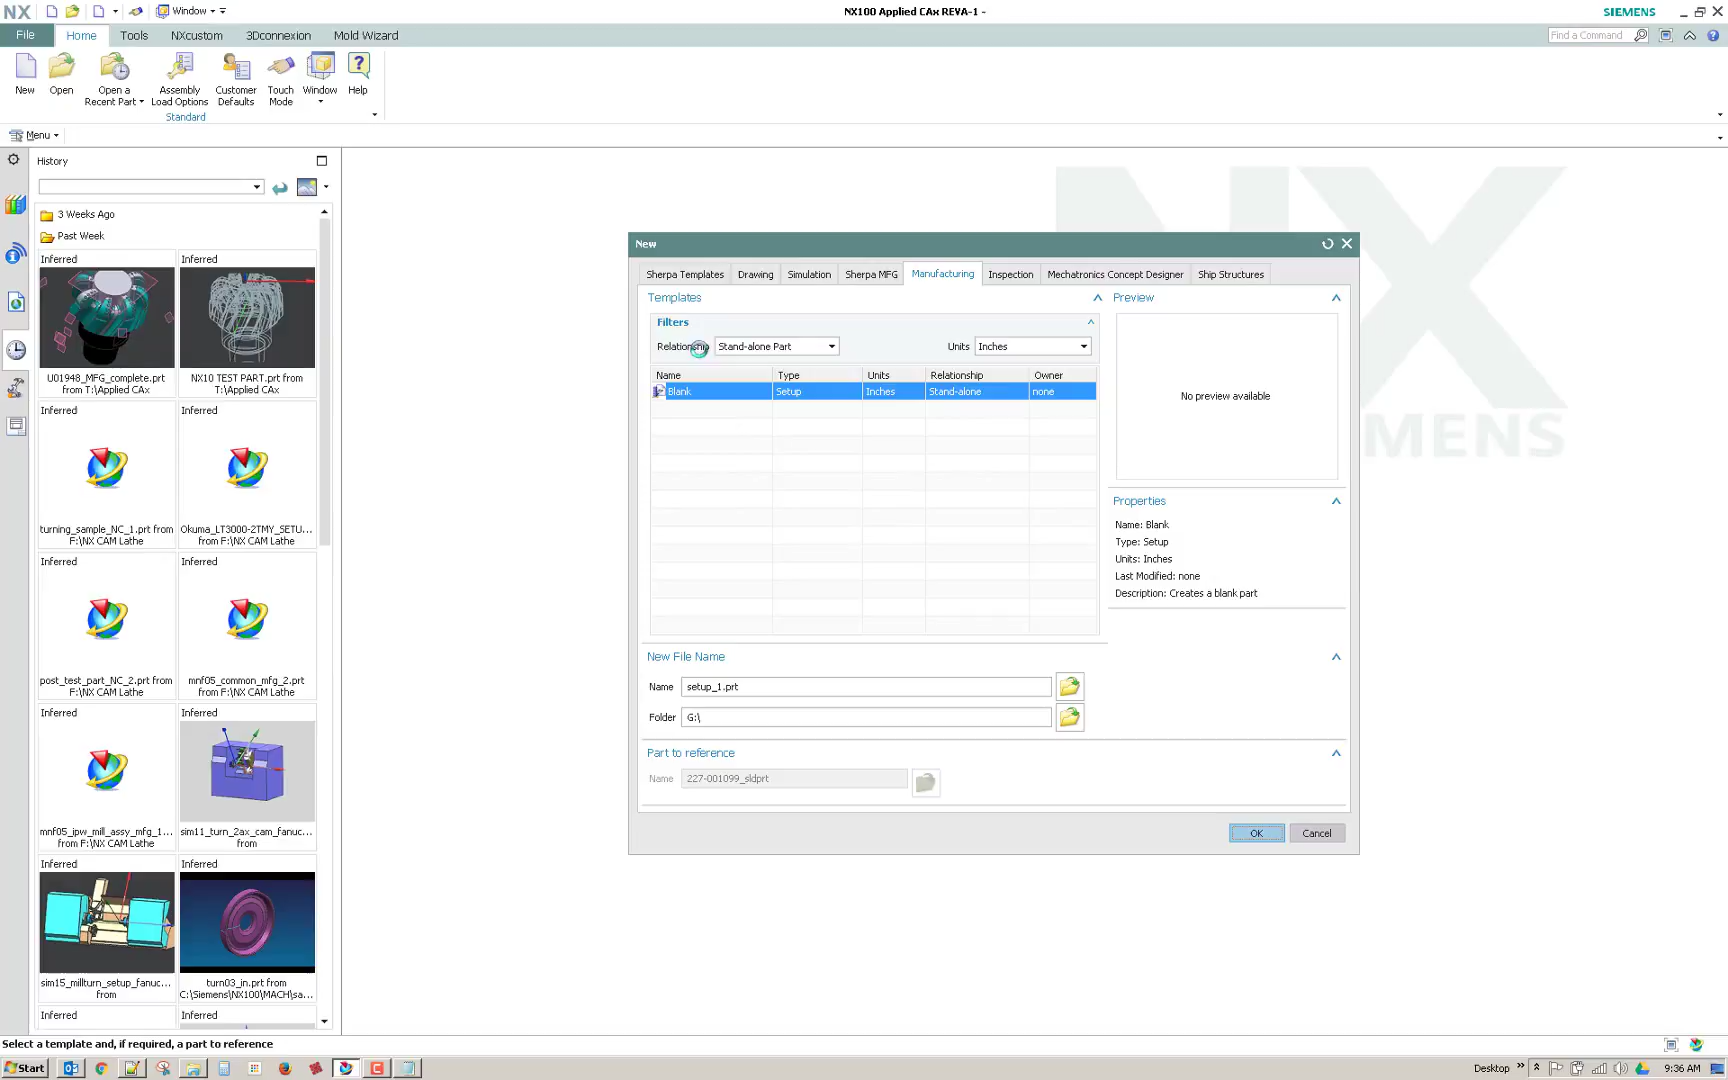 NX Window NX100 Applied CAx REVA-1 - SIEMENS
File Home Tools NXcustom 3Dconnexion Mold Wizard Find a Command
New Open Open a Recent Part Assembly Load Options Customer Defaults Touch Mode Window Help
Standard
Menu
History
3 Weeks Ago
Past Week
Inferred Inferred
U01948_MFG_complete.prt from T:\Applied CAx
NX10 TEST PART.prt from T:\Applied CAx
Inferred Inferred
turning_sample_NC_1.prt from F:\NX CAM Lathe
Okuma_LT3000-2TMY_SETU... from F:\NX CAM Lathe
Inferred Inferred
post_test_part_NC_2.prt from F:\NX CAM Lathe
mnf05_common_mfg_2.prt from F:\NX CAM Lathe
Inferred Inferred
mnf05_ipw_mill_assy_mfg_1... from F:\NX CAM Lathe
sim11_turn_2ax_cam_fanuc... from
Inferred Inferred
sim15_millturn_setup_fanuc... from
turn03_in.prt from C:\Siemens\NX100\MACH\sa...
Inferred Inferred
NX
MENS
New
Sherpa Templates Drawing Simulation Sherpa MFG Manufacturing Inspection Mechatronics Concept Designer Ship Structures
Templates
Filters
Relationship Stand-alone Part Units Inches
Name Type Units Relationship Owner
Blank Setup Inches Stand-alone none
Preview
No preview available
Properties
Name: Blank
Type: Setup
Units: Inches
Last Modified: none
Description: Creates a blank part
New File Name
Name setup_1.prt
Folder G:\
Part to reference
Name 227-001099_sldprt
OK Cancel
Select a template and, if required, a part to reference
Start Desktop 9:36 AM